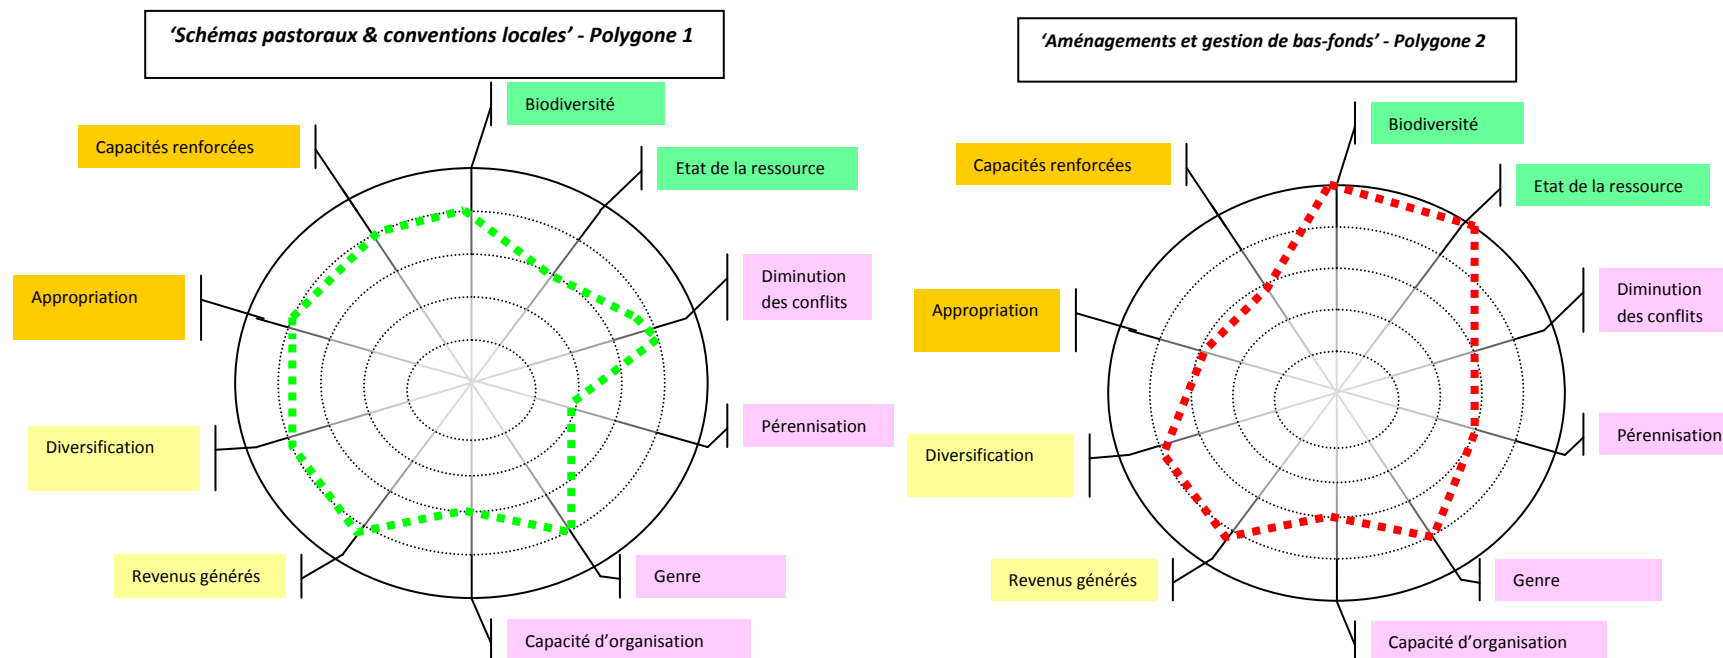 ‘Schémas pastoraux & conventions locales’ - Polygone 1
Biodiversité
Capacités renforcées
Etat de la ressource
Diminution
des conflits
Appropriation
Pérennisation
Diversification
Revenus générés
Genre
Capacité d’organisation
‘Aménagements et gestion de bas-fonds’ - Polygone 2
Biodiversité
Capacités renforcées
Etat de la ressource
Diminution
des conflits
Appropriation
Pérennisation
Diversification
Revenus générés
Genre
Capacité d’organisation